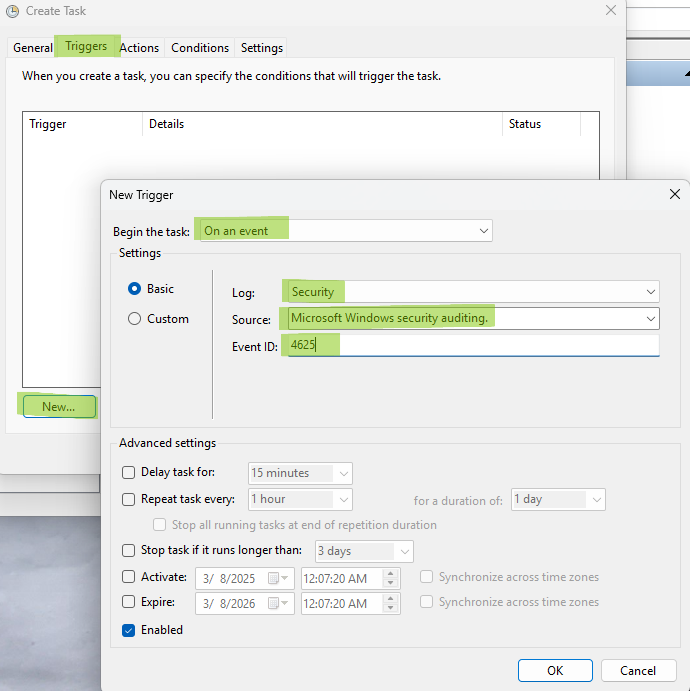 Create Task
General Triggers Actions Conditions Settings
When you create a task, you can specify the conditions that will trigger the task.
Trigger Details Status
New Trigger
Begin the task: On an event
Settings
Basic
Custom
Log: Security
Source: Microsoft Windows security auditing.
Event ID: 4625
New...
Advanced settings
Delay task for: 15 minutes
Repeat task every: 1 hour for a duration of: 1 day
Stop all running tasks at end of repetition duration
Stop task if it runs longer than: 3 days
Activate: 3/ 8/2025 12:07:20 AM Synchronize across time zones
Expire: 3/ 8/2026 12:07:20 AM Synchronize across time zones
Enabled
OK Cancel